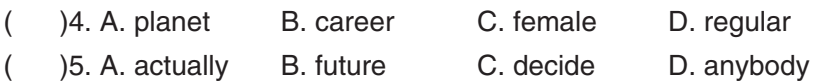 (    )4. A. planet    B. career    C. female    D. regular
(    )5. A. actually    B. future    C. decide    D. anybody